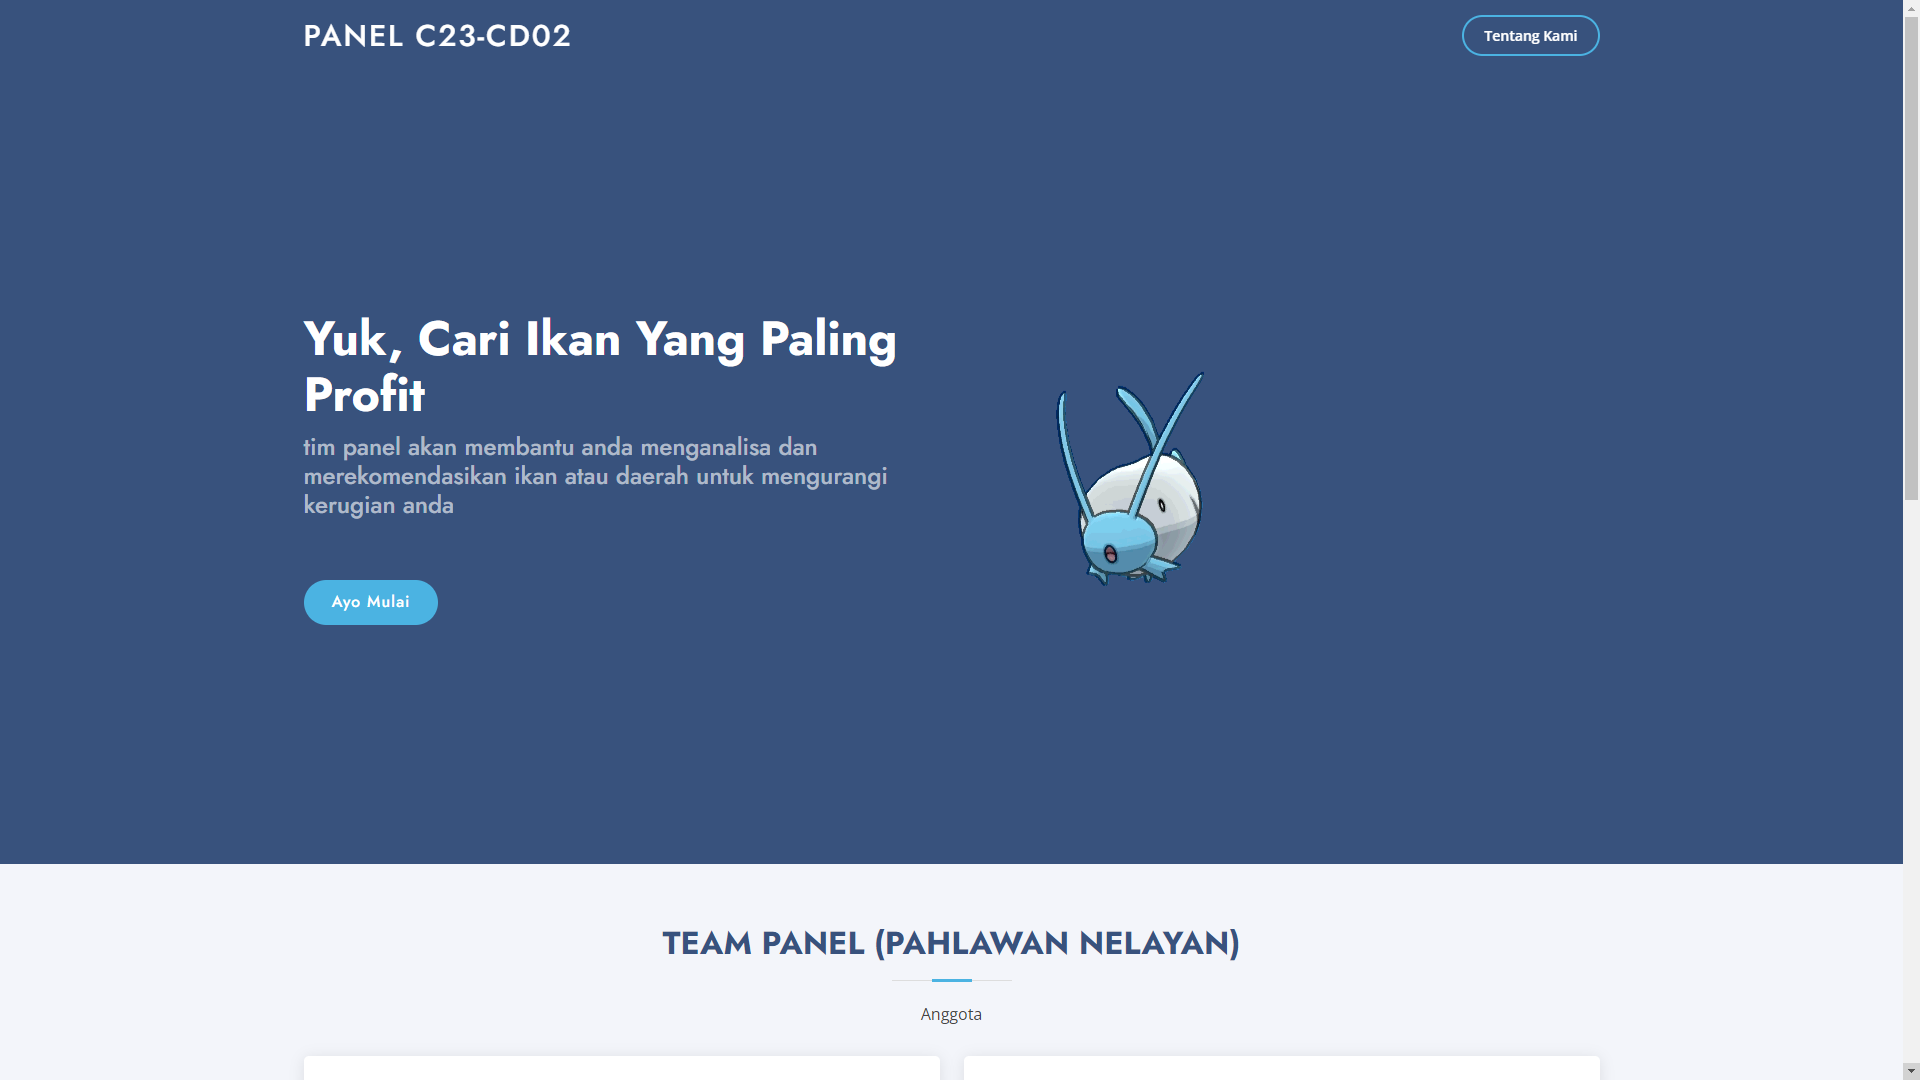 PANEL C23-CD02
Tentang Kami
Yuk, Cari Ikan Yang Paling
Profit
tim panel akan membantu anda menganalisa dan
merekomendasikan ikan atau daerah untuk mengurangi
kerugian anda
Ayo Mulai
TEAM PANEL (PAHLAWAN NELAYAN)
Anggota